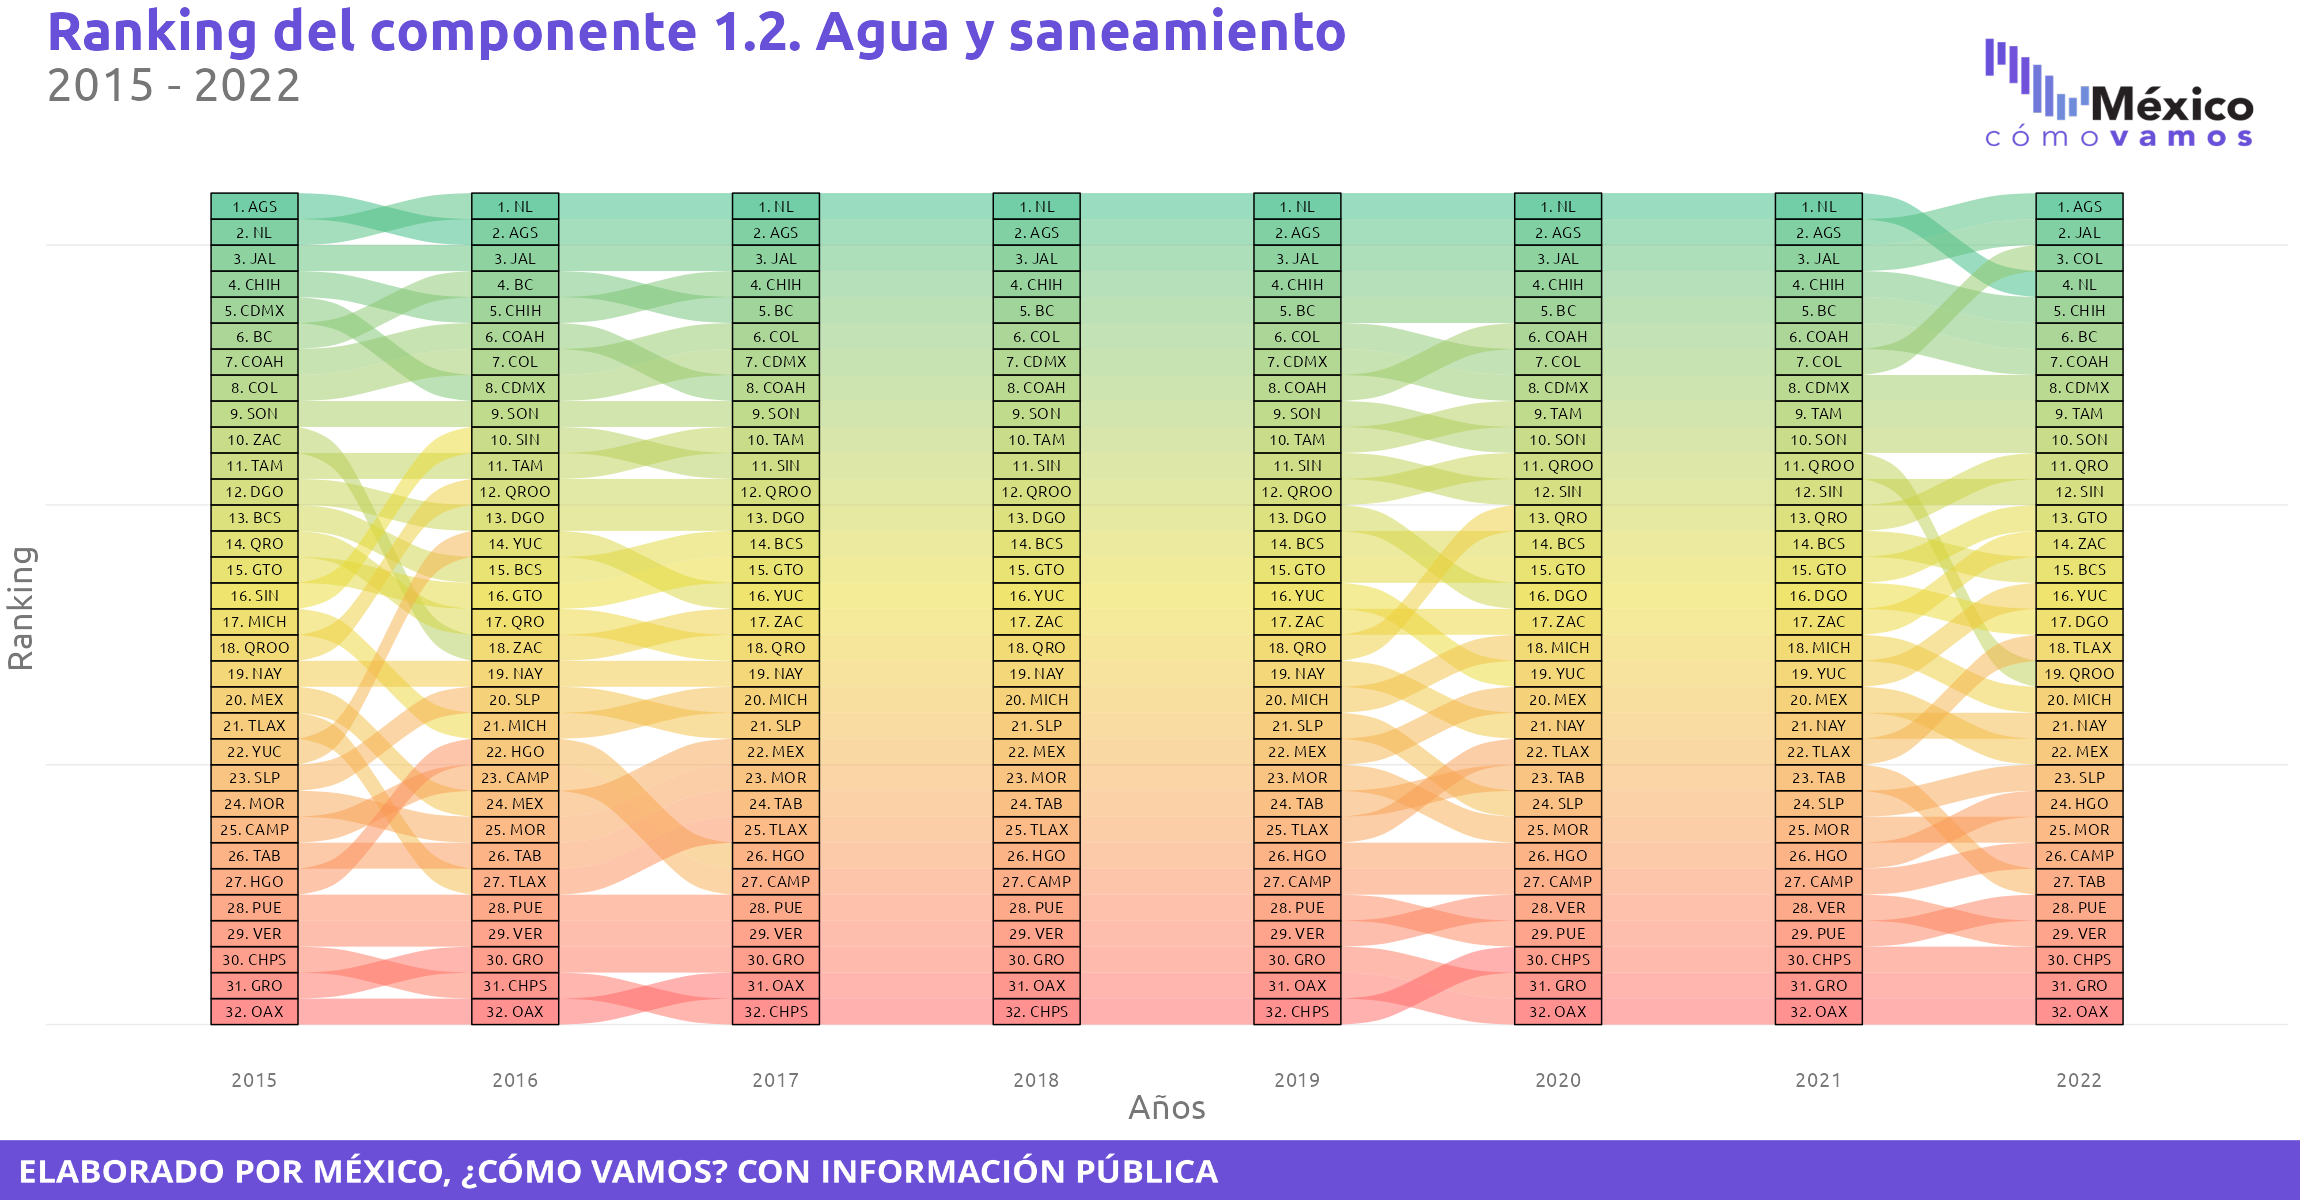 Ranking del componente 1.2. Agua y saneamiento
2015 - 2022
México
cómovamos
1. AGS 1. NL 1. NL 1. NL 1. NL 1. NL 1. NL 1. AGS
2. NL 2. AGS 2. AGS 2. AGS 2. AGS 2. AGS 2. AGS 2. JAL
3. JAL 3. JAL 3. JAL 3. JAL 3. JAL 3. JAL 3. JAL 3. COL
4. CHIH 4. BC 4. CHIH 4. CHIH 4. CHIH 4. CHIH 4. CHIH 4. NL
5. CDMX 5. CHIH 5. BC 5. BC 5. BC 5. BC 5. BC 5. CHIH
6. BC 6. COAH 6. COL 6. COL 6. COL 6. COAH 6. COAH 6. BC
7. COAH 7. COL 7. CDMX 7. CDMX 7. CDMX 7. COL 7. COL 7. COAH
8. COL 8. CDMX 8. COAH 8. COAH 8. COAH 8. CDMX 8. CDMX 8. CDMX
9. SON 9. SON 9. SON 9. SON 9. SON 9. TAM 9. TAM 9. TAM
10. ZAC 10. SIN 10. TAM 10. TAM 10. TAM 10. SON 10. SON 10. SON
11. TAM 11. TAM 11. SIN 11. SIN 11. SIN 11. QROO 11. QROO 11. QRO
12. DGO 12. QROO 12. QROO 12. QROO 12. QROO 12. SIN 12. SIN 12. SIN
13. BCS 13. DGO 13. DGO 13. DGO 13. DGO 13. QRO 13. QRO 13. GTO
14. QRO 14. YUC 14. BCS 14. BCS 14. BCS 14. BCS 14. BCS 14. ZAC
15. GTO 15. BCS 15. GTO 15. GTO 15. GTO 15. GTO 15. GTO 15. BCS
16. SIN 16. GTO 16. YUC 16. YUC 16. YUC 16. DGO 16. DGO 16. YUC
17. MICH 17. QRO 17. ZAC 17. ZAC 17. ZAC 17. ZAC 17. ZAC 17. DGO
18. QROO 18. ZAC 18. QRO 18. QRO 18. QRO 18. MICH 18. MICH 18. TLAX
19. NAY 19. NAY 19. NAY 19. NAY 19. NAY 19. YUC 19. YUC 19. QROO
20. MEX 20. SLP 20. MICH 20. MICH 20. MICH 20. MEX 20. MEX 20. MICH
21. TLAX 21. MICH 21. SLP 21. SLP 21. SLP 21. NAY 21. NAY 21. NAY
22. YUC 22. HGO 22. MEX 22. MEX 22. MEX 22. TLAX 22. TLAX 22. MEX
23. SLP 23. CAMP 23. MOR 23. MOR 23. MOR 23. TAB 23. TAB 23. SLP
24. MOR 24. MEX 24. TAB 24. TAB 24. TAB 24. SLP 24. SLP 24. HGO
25. CAMP 25. MOR 25. TLAX 25. TLAX 25. TLAX 25. MOR 25. MOR 25. MOR
26. TAB 26. TAB 26. HGO 26. HGO 26. HGO 26. HGO 26. HGO 26. CAMP
27. HGO 27. TLAX 27. CAMP 27. CAMP 27. CAMP 27. CAMP 27. CAMP 27. TAB
28. PUE 28. PUE 28. PUE 28. PUE 28. PUE 28. VER 28. VER 28. PUE
29. VER 29. VER 29. VER 29. VER 29. VER 29. PUE 29. PUE 29. VER
30. CHPS 30. GRO 30. GRO 30. GRO 30. GRO 30. CHPS 30. CHPS 30. CHPS
31. GRO 31. CHPS 31. OAX 31. OAX 31. OAX 31. GRO 31. GRO 31. GRO
32. OAX 32. OAX 32. CHPS 32. CHPS 32. CHPS 32. OAX 32. OAX 32. OAX
Ranking
2015 2016 2017 2018 2019 2020 2021 2022
Años
ELABORADO POR MÉXICO, ¿CÓMO VAMOS? CON INFORMACIÓN PÚBLICA